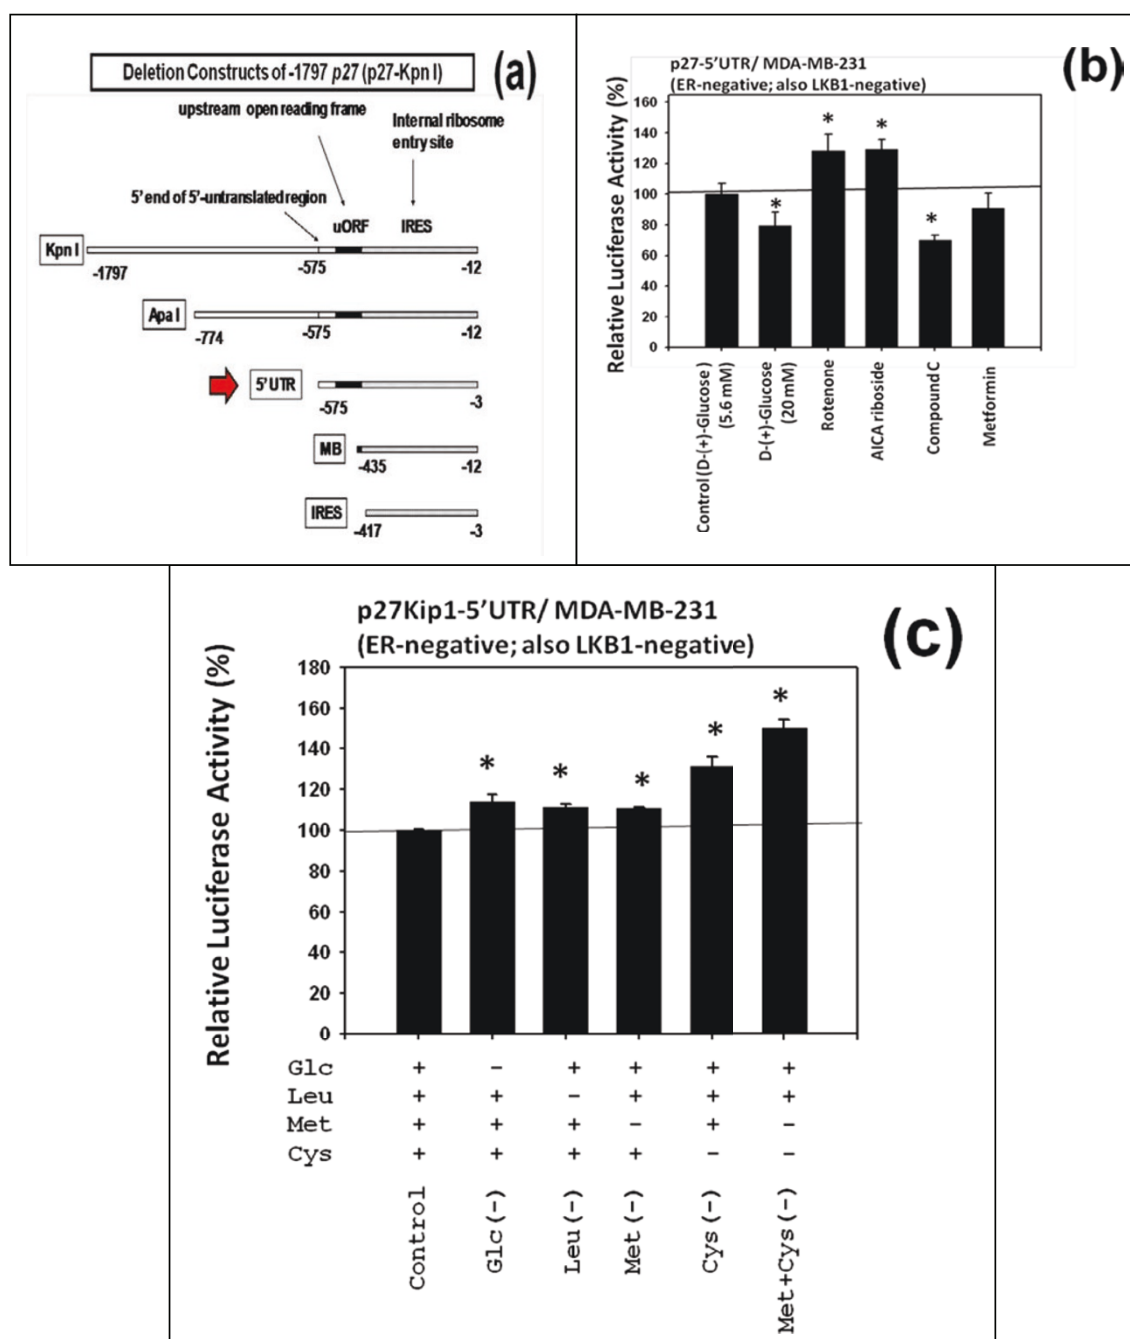 Deletion Constructs of -1797 p27 (p27-Kpn I)
(a)
upstream open reading frame
Internal ribosome
entry site
5' end of 5'-untranslated region
uORF
IRES
Kpn I
-1797
-575
-12
Apa I
-774
-575
-12
5' UTR
-575
-3
MB
-435
-12
IRES
-417
-3
p27-5'UTR/ MDA-MB-231
(ER-negative; also LKB1-negative)
(b)
Relative Luciferase Activity (%)
160
140
120
100
80
60
40
20
0
*
*
*
*
Control (D-(+)-Glucose)
(5.6 mM)
D-(+)-Glucose
(20 mM)
Rotenone
AICA riboside
Compound C
Metformin
p27Kip1-5'UTR/ MDA-MB-231
(ER-negative; also LKB1-negative)
(c)
Relative Luciferase Activity (%)
180
160
140
120
100
80
60
40
20
0
*
*
*
*
*
Glc + - + + + +
Leu + + - + + +
Met + + + - + -
Cys + + + + - -
Control
Glc (-)
Leu (-)
Met (-)
Cys (-)
Met+Cys (-)